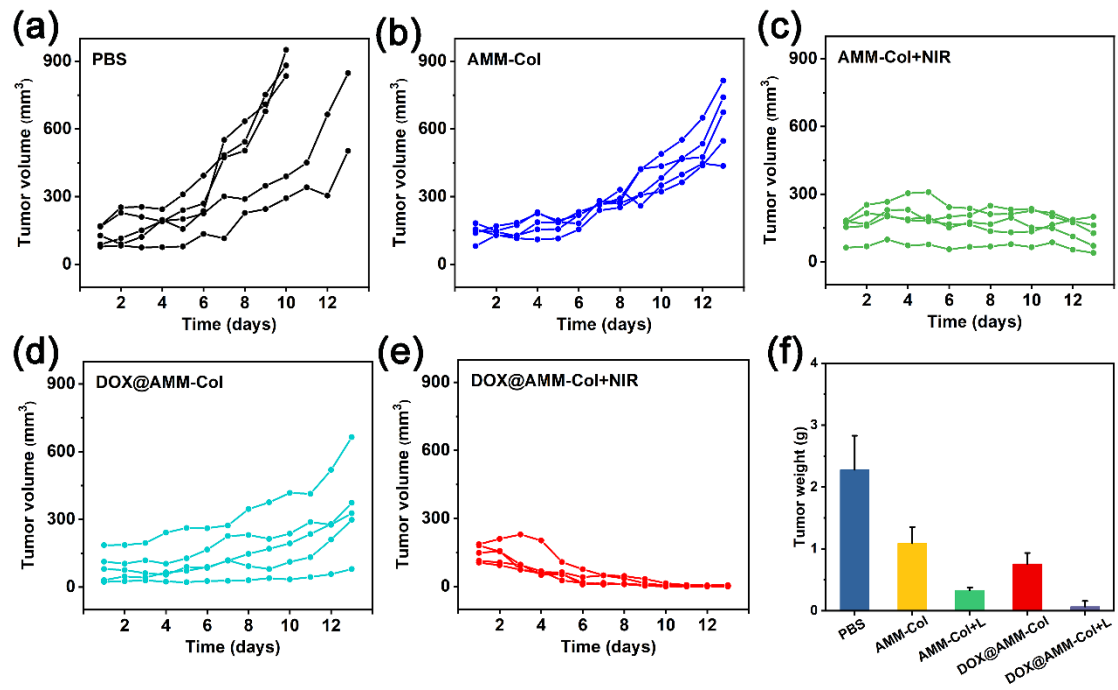 (a)
PBS
900
600
300
0
Tumor volume (mm³)
2 4 6 8 10 12
Time (days)
(b)
AMM-Col
900
600
300
0
Tumor volume (mm³)
2 4 6 8 10 12
Time (days)
(c)
AMM-Col+NIR
900
600
300
0
Tumor volume (mm³)
2 4 6 8 10 12
Time (days)
(d)
DOX@AMM-Col
900
600
300
0
Tumor volume (mm³)
2 4 6 8 10 12
Time (days)
(e)
DOX@AMM-Col+NIR
900
600
300
0
Tumor volume (mm³)
2 4 6 8 10 12
Time (days)
(f)
4
3
2
1
0
Tumor weight (g)
PBS
AMM-Col
AMM-Col+L
DOX@AMM-Col
DOX@AMM-Col+L